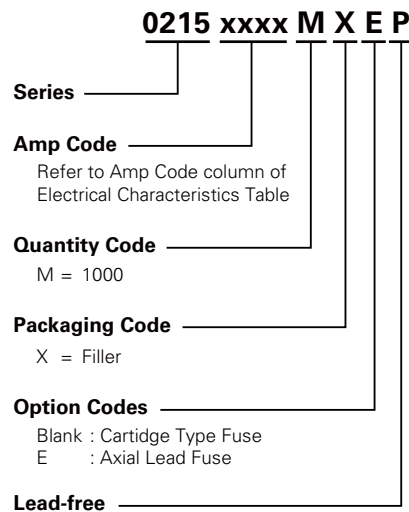 0215 xxxx M X E P
Series
Amp Code
Refer to Amp Code column of
Electrical Characteristics Table
Quantity Code
M = 1000
Packaging Code
X = Filler
Option Codes
Blank : Cartidge Type Fuse
E : Axial Lead Fuse
Lead-free